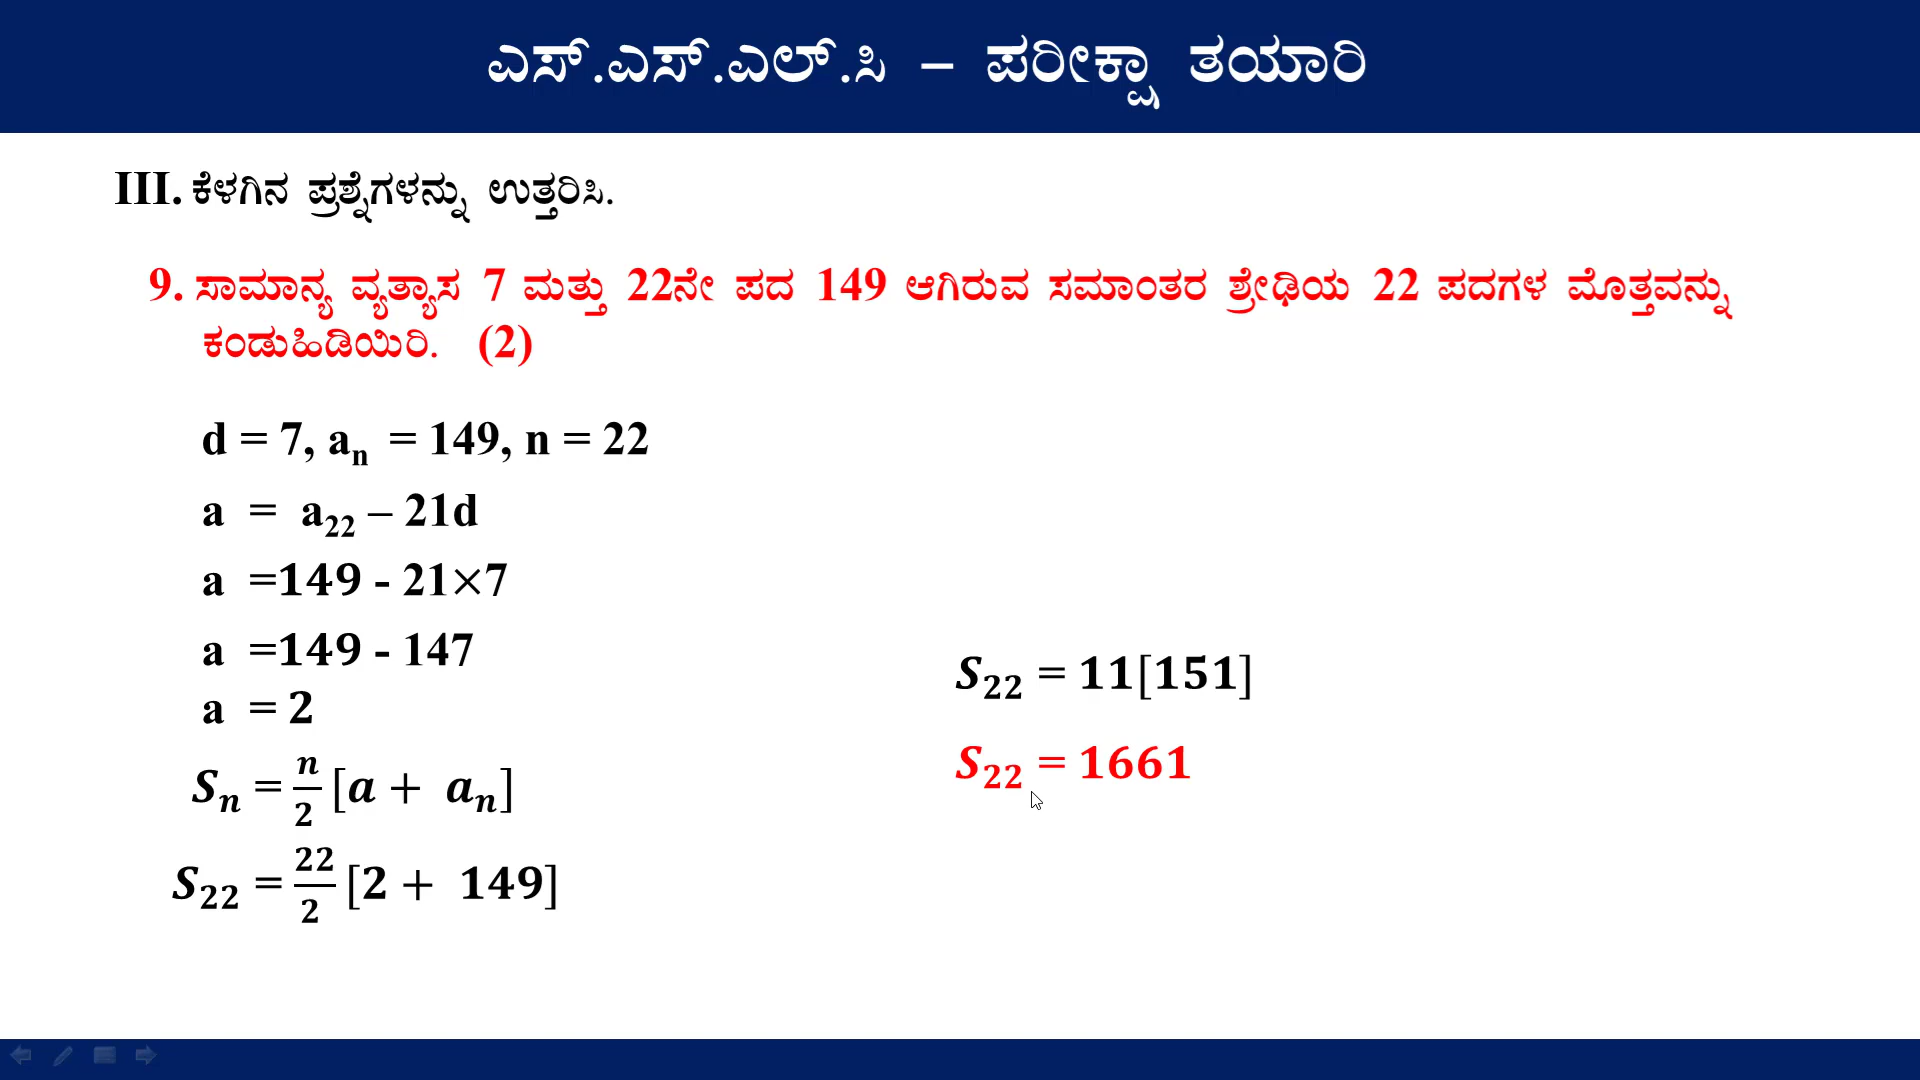 ಎಸ್.ಎಸ್.ಎಲ್.ಸಿ – ಪರೀಕ್ಷಾ ತಯಾರಿ
III. ಕೆಳಗಿನ ಪ್ರಶ್ನೆಗಳನ್ನು ಉತ್ತರಿಸಿ.
9. ಸಾಮಾನ್ಯ ವ್ಯತ್ಯಾಸ 7 ಮತ್ತು 22ನೇ ಪದ 149 ಆಗಿರುವ ಸಮಾಂತರ ಶ್ರೇಢಿಯ 22 ಪದಗಳ ಮೊತ್ತವನ್ನು
ಕಂಡುಹಿಡಿಯಿರಿ. (2)
d = 7, aₙ = 149, n = 22
a = a₂₂ – 21d
a =149 - 21×7
a =149 - 147
a = 2
Sₙ = n/2 [a + aₙ]
S₂₂ = 22/2 [2 + 149]
S₂₂ = 11[151]
S₂₂ = 1661